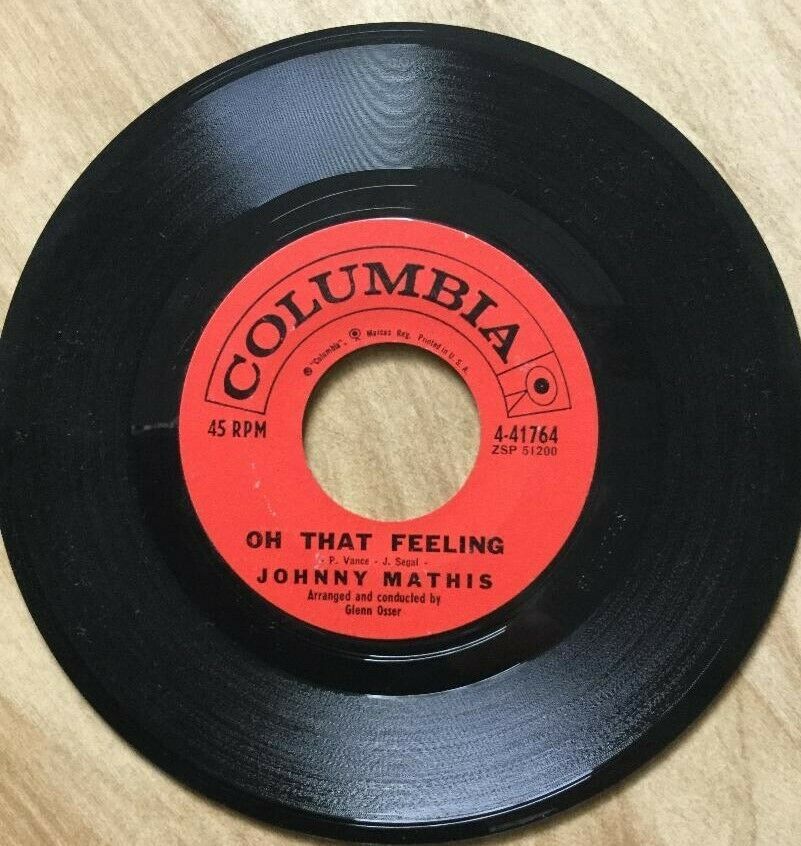 COLUMBIA
® "Columbia", Marcas Reg. Printed in U.S.A.
45 RPM
4-41764
ZSP 51200
OH THAT FEELING
- P. Vance - J. Segal -
JOHNNY MATHIS
Arranged and conducted by
Glenn Osser